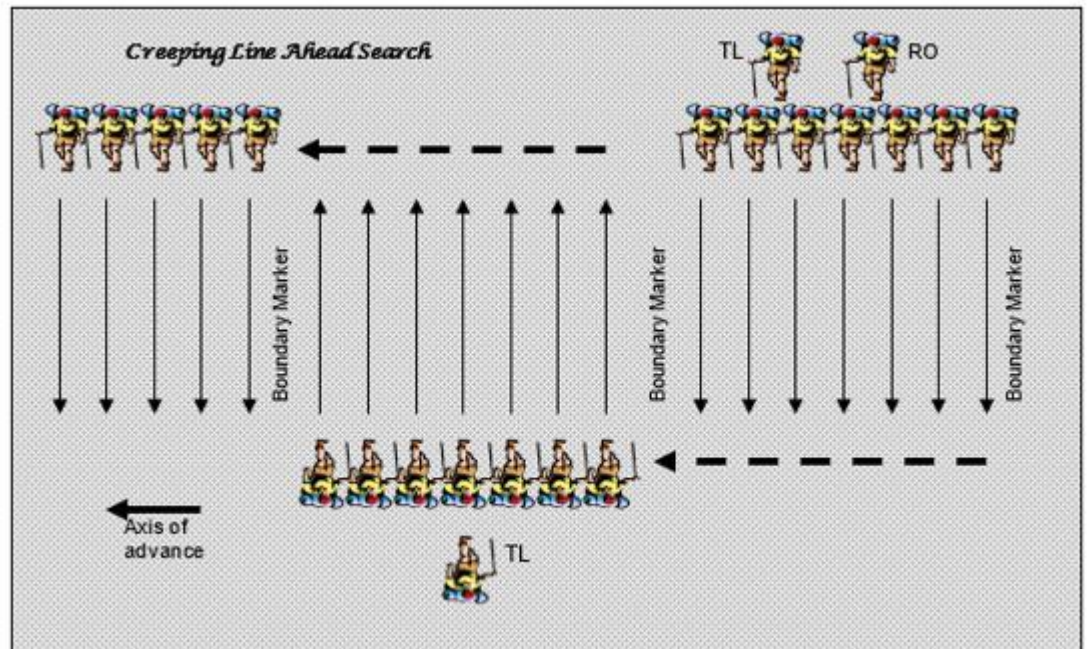 Creeping Line Ahead Search
TL
RO
Boundary Marker
Boundary Marker
Boundary Marker
Axis of
advance
TL